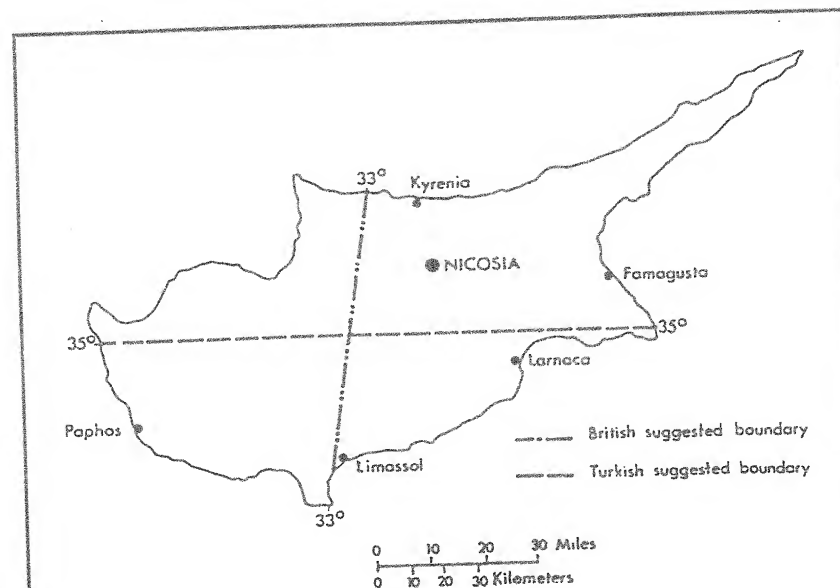 33°
Kyrenia
NICOSIA
Famagusta
35°
35°
Larnaca
Paphos
British suggested boundary
Limassol
Turkish suggested boundary
33°
0 10 20 30 Miles
0 10 20 30 Kilometers